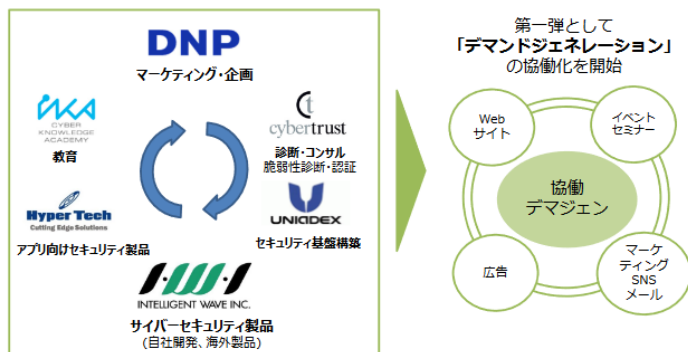 DNP
マーケティング・企画
CYBER
KNOWLEDGE
ACADEMY
教育
cybertrust
診断・コンサル
脆弱性診断・認証
Hyper Tech
Cutting Edge Solutions
アプリ向けセキュリティ製品
UNIADEX
セキュリティ基盤構築
INTELLIGENT WAVE INC.
サイバーセキュリティ製品
(自社開発、海外製品)
第一弾として
「デマンドジェネレーション」
の協働化を開始
Web
サイト
イベント
セミナー
協働
デマジェン
広告
マーケ
ティング
SNS
メール